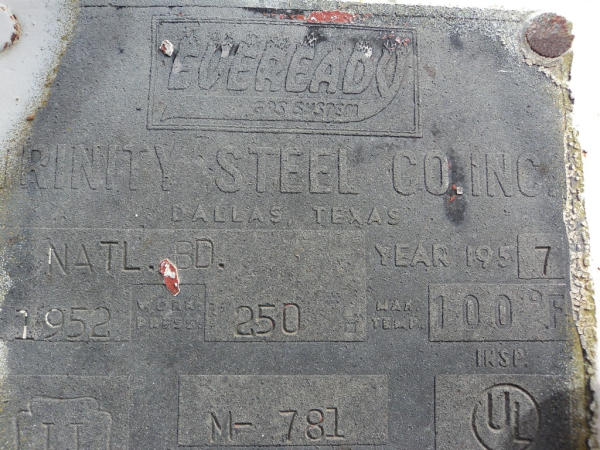 EVEREADY
GAS SYSTEM
TRINITY STEEL CO. INC.
DALLAS, TEXAS
NATL. BD. YEAR 195 7
1952 WORK. PRESS. 250 MAX. TEMP. 100°F
INSP.
M- 781 UL